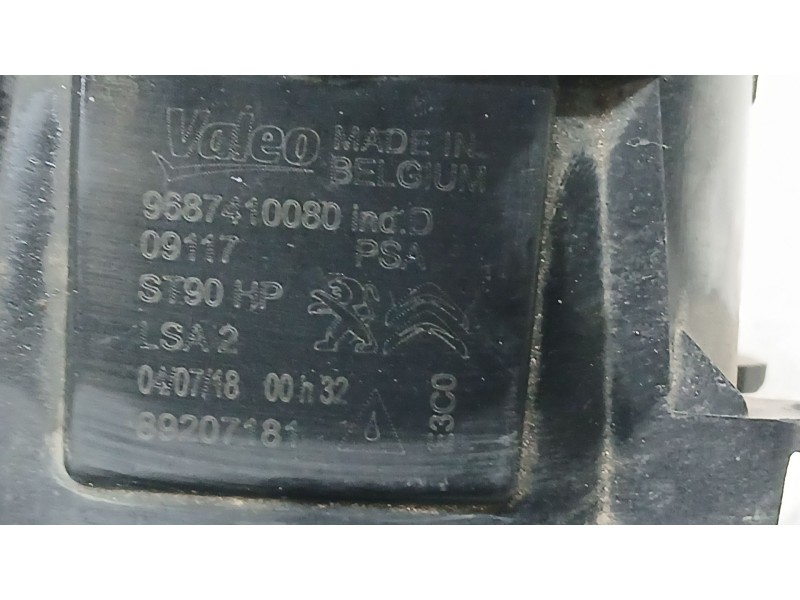 Valeo MADE IN
BELGIUM
9687410080 ind.D
09117 PSA
ST90 HP
LSA 2
04/07/18 00 h 32
89207181
E3C0